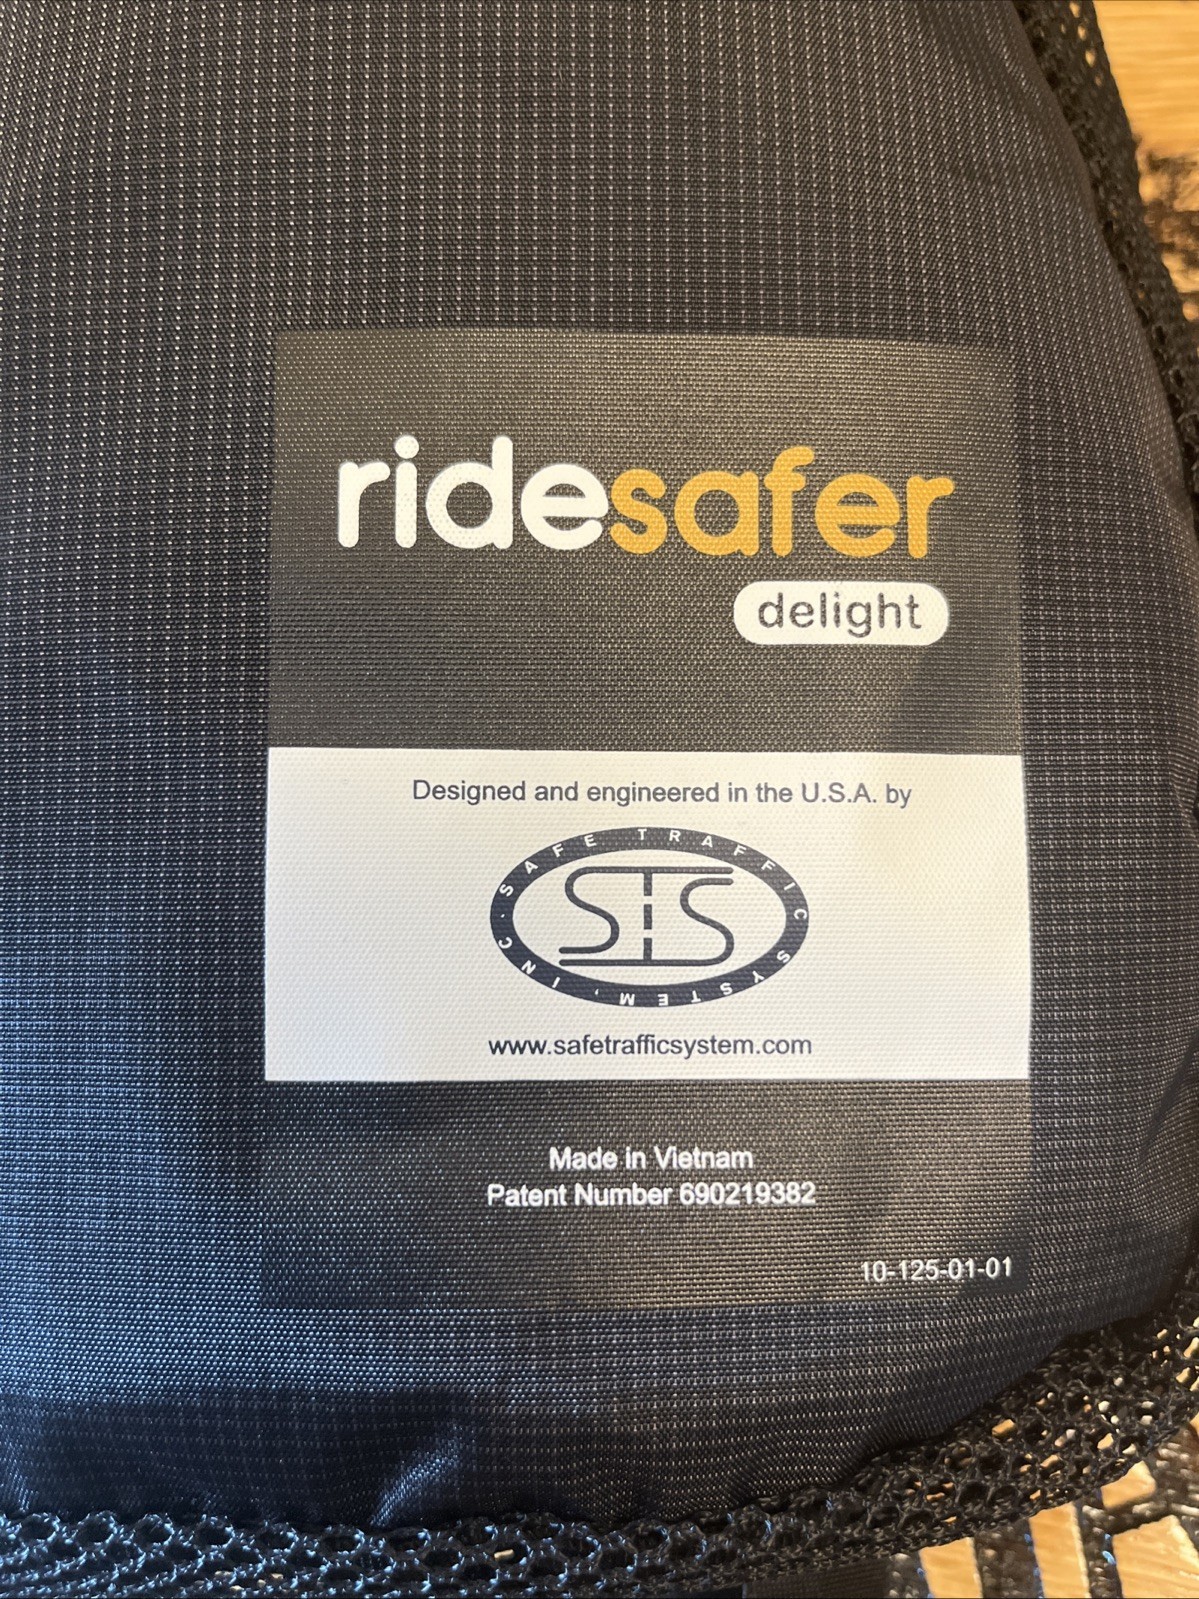 ridesafer
delight
Designed and engineered in the U.S.A. by
SAFE TRAFFIC SYSTEM, INC.
STS
www.safetrafficsystem.com
Made in Vietnam
Patent Number 690219382
10-125-01-01